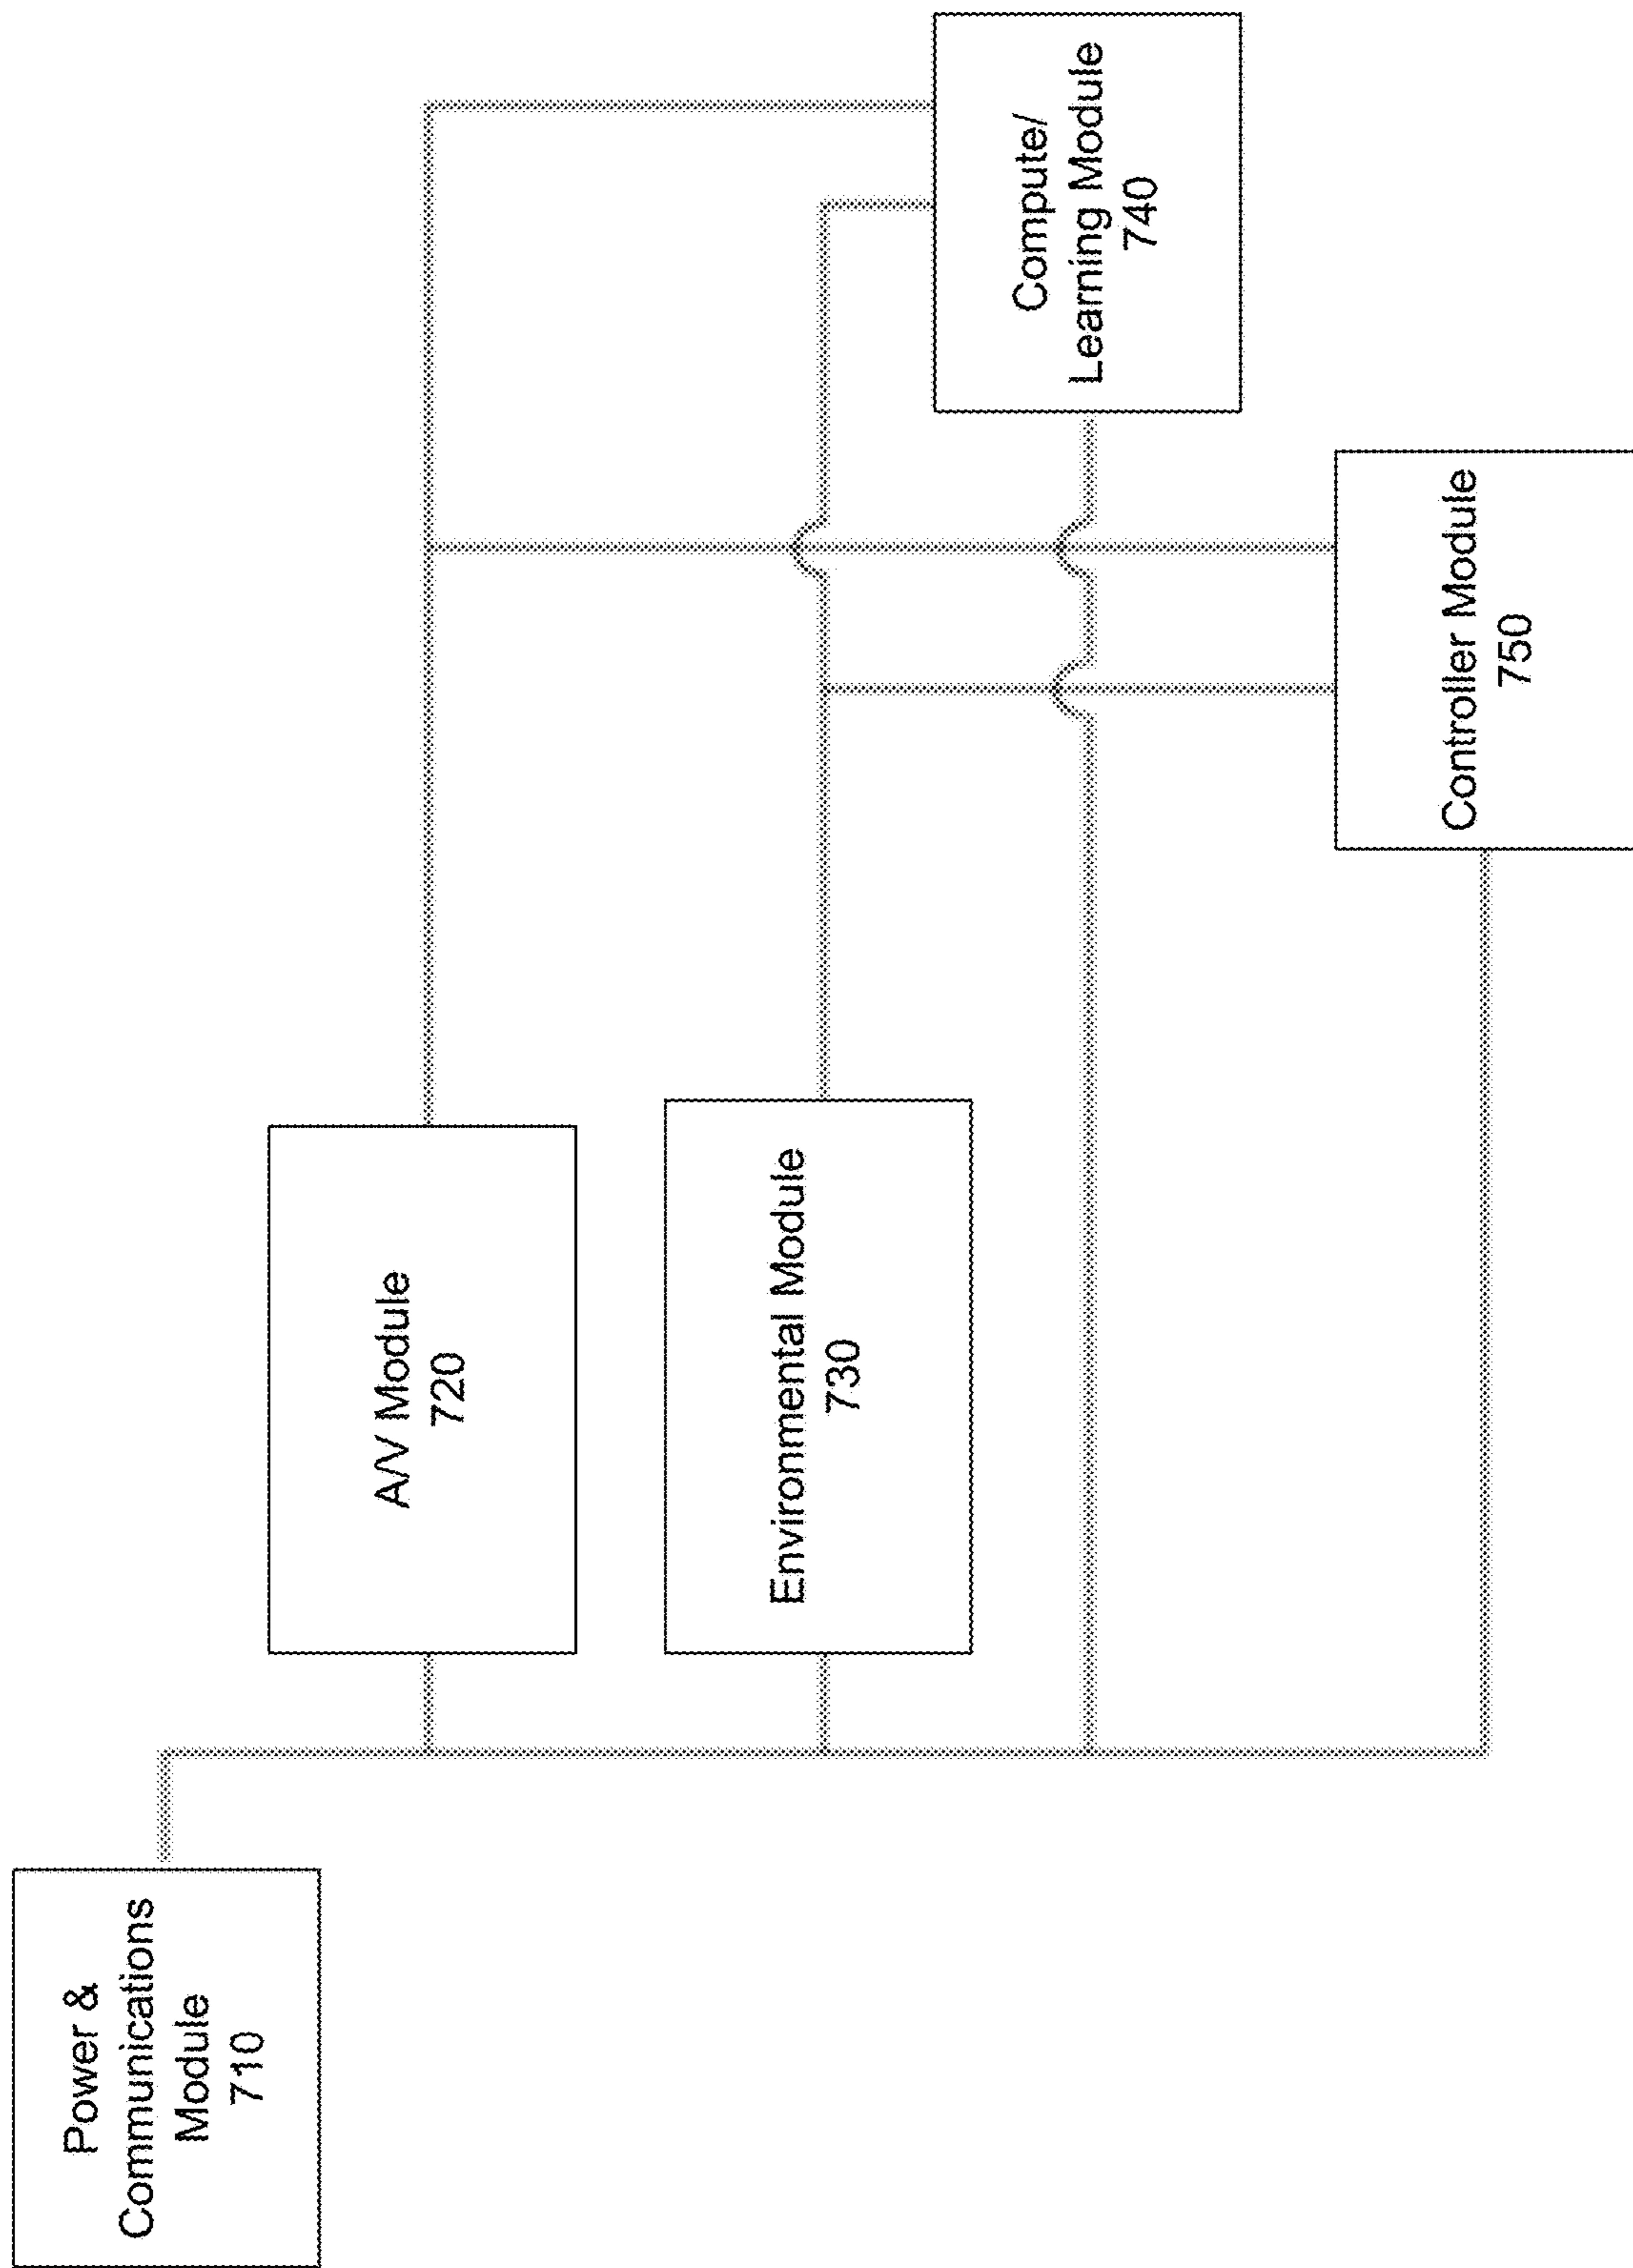 Power &
Communications
Module
710
A/V Module
720
Environmental Module
730
Compute/
Learning Module
740
Controller Module
750